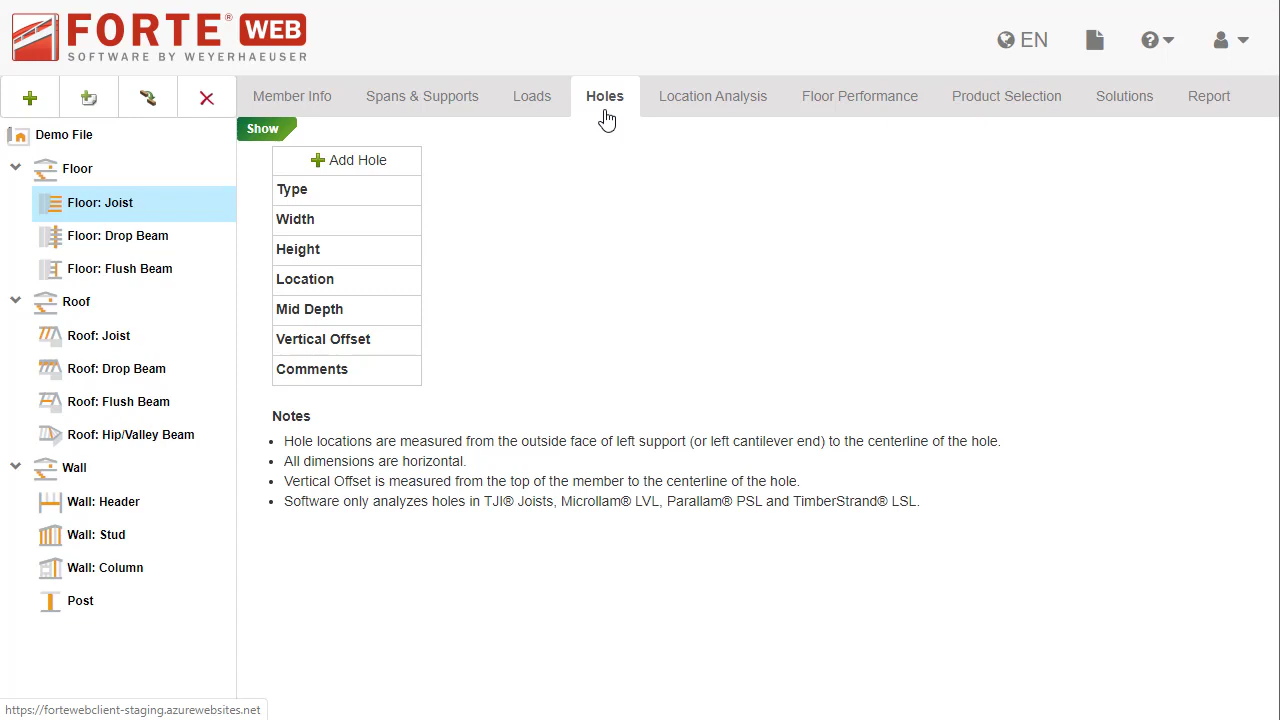 FORTE® WEB
SOFTWARE BY WEYERHAEUSER
EN
Member Info
Spans & Supports
Loads
Holes
Location Analysis
Floor Performance
Product Selection
Solutions
Report
Demo File
Floor
Floor: Joist
Floor: Drop Beam
Floor: Flush Beam
Roof
Roof: Joist
Roof: Drop Beam
Roof: Flush Beam
Roof: Hip/Valley Beam
Wall
Wall: Header
Wall: Stud
Wall: Column
Post
Show
Add Hole
Type
Width
Height
Location
Mid Depth
Vertical Offset
Comments
Notes
• Hole locations are measured from the outside face of left support (or left cantilever end) to the centerline of the hole.
• All dimensions are horizontal.
• Vertical Offset is measured from the top of the member to the centerline of the hole.
• Software only analyzes holes in TJI® Joists, Microllam® LVL, Parallam® PSL and TimberStrand® LSL.
https://fortewebclient-staging.azurewebsites.net